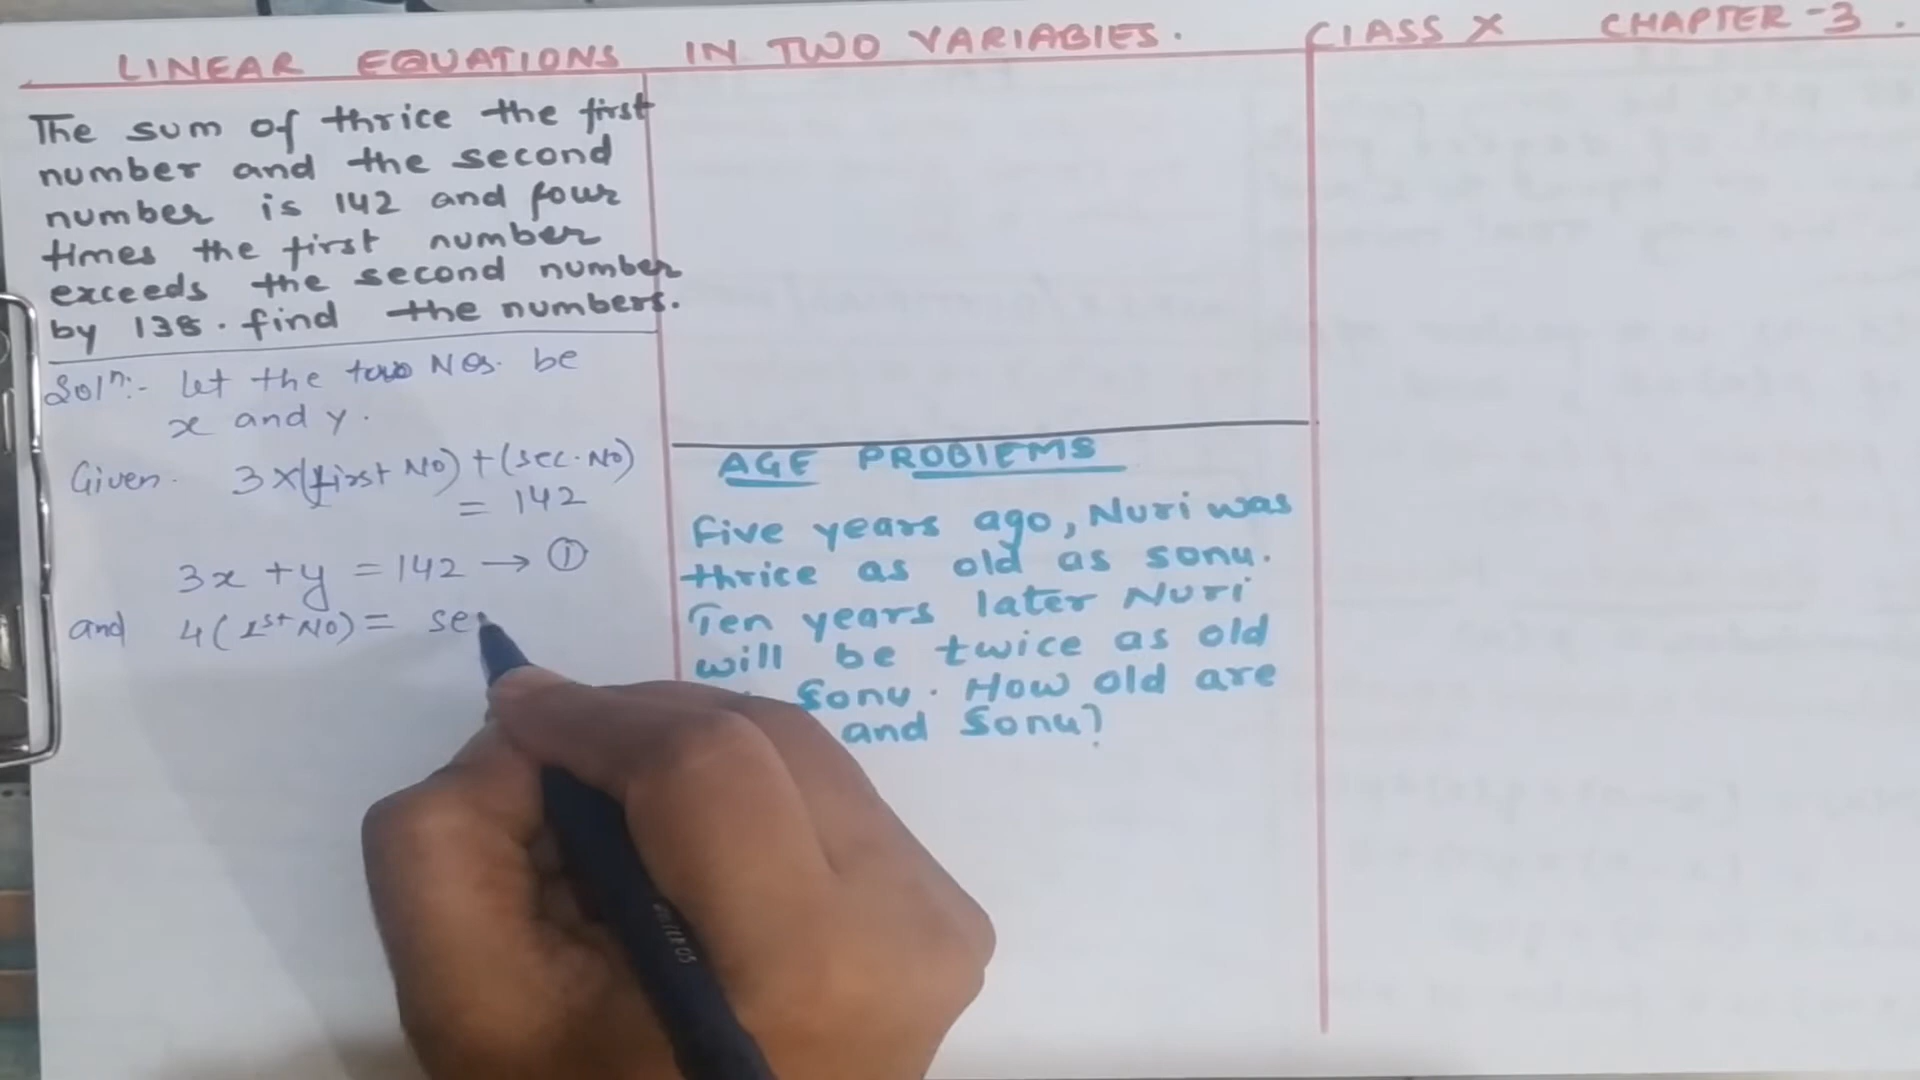 LINEAR EQUATIONS IN TWO VARIABLES. CLASS X CHAPTER-3.
The sum of thrice the first
number and the second
number is 142 and four
times the first number
exceeds the second number
by 138. find the numbers.
Soln:- Let the two Nos. be
x and y.
Given. 3×(first No)+(sec.No)
= 142
3x + y = 142 → ①
and 4(1st No) = se
AGE PROBLEMS
Five years ago, Nuri was
thrice as old as sonu.
Ten years later Nuri
will be twice as old
Sonu. How old are
and Sonu?